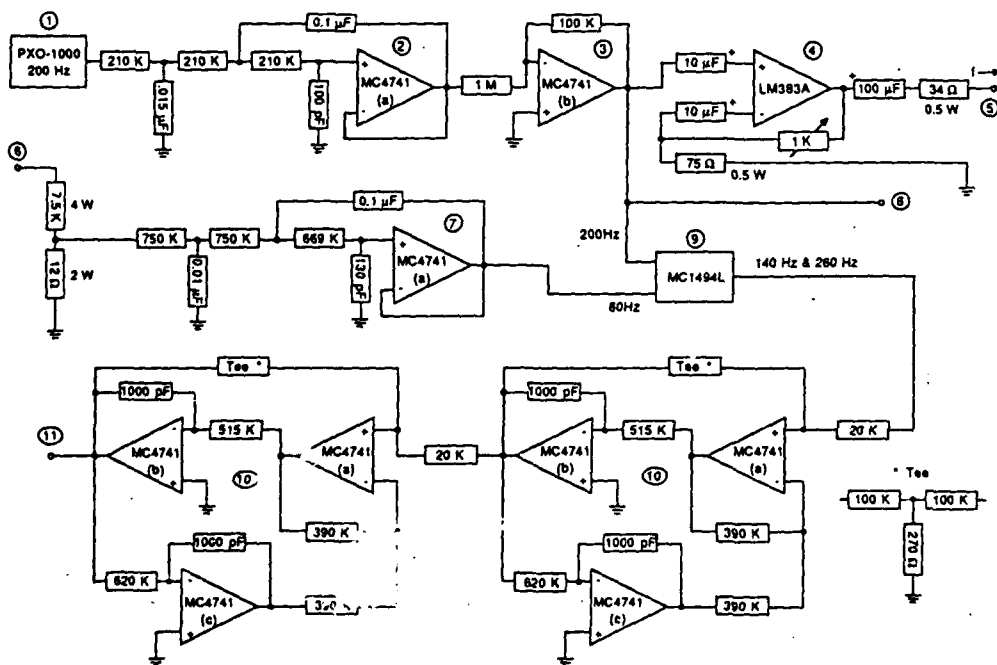 1
PXO-1000
200 Hz
210 K
210 K
210 K
0.1 µF
.015 µF
100 pF
2
+
MC4741
(a)
-
1 M
100 K
3
-
MC4741
(b)
+
10 µF
+
10 µF
+
4
+
LM383A
-
1 K
75 Ω
0.5 W
+
100 µF
34 Ω
0.5 W
5
6
7.5 K
4 W
12 Ω
2 W
750 K
750 K
669 K
0.1 µF
0.01 µF
130 pF
7
+
MC4741
(a)
-
8
200Hz
9
MC1494L
60Hz
140 Hz & 260 Hz
Tee *
1000 pF
11
-
MC4741
(b)
+
515 K
10
+
MC4741
(a)
-
390 K
1000 pF
620 K
-
MC4741
(c)
+
20 K
Tee *
1000 pF
-
MC4741
(b)
+
515 K
10
+
MC4741
(a)
-
20 K
390 K
1000 pF
620 K
-
MC4741
(c)
+
390 K
* Tee
100 K
100 K
270 Ω